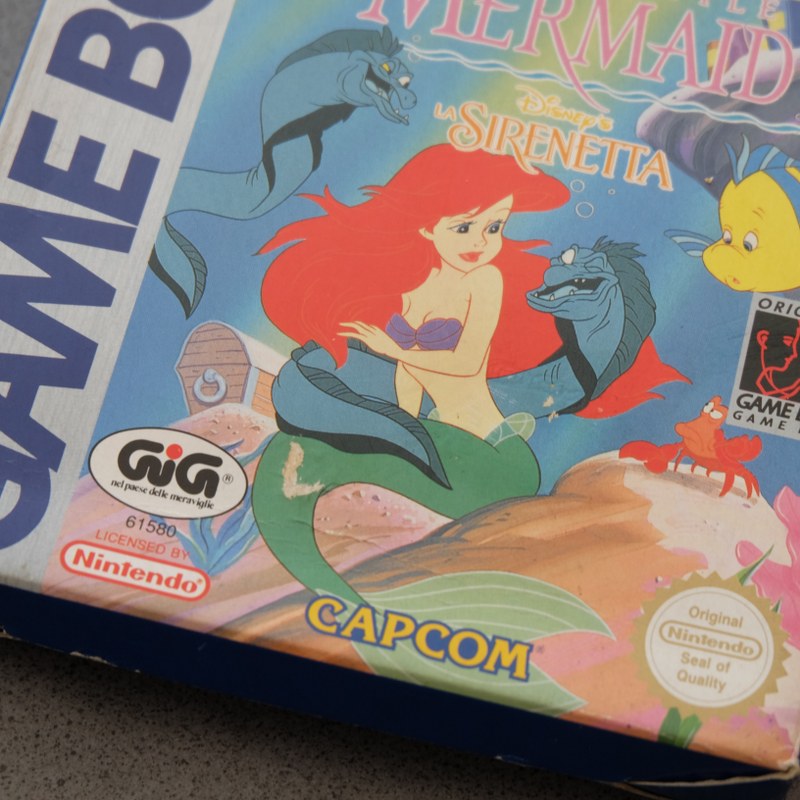 GAME BO
MERMAID
Disney's
LA SIRENETTA
GAME
GAME
GiG®
nel paese delle meraviglie
61580
LICENSED BY
Nintendo®
CAPCOM®
Original
Nintendo
Seal of
Quality